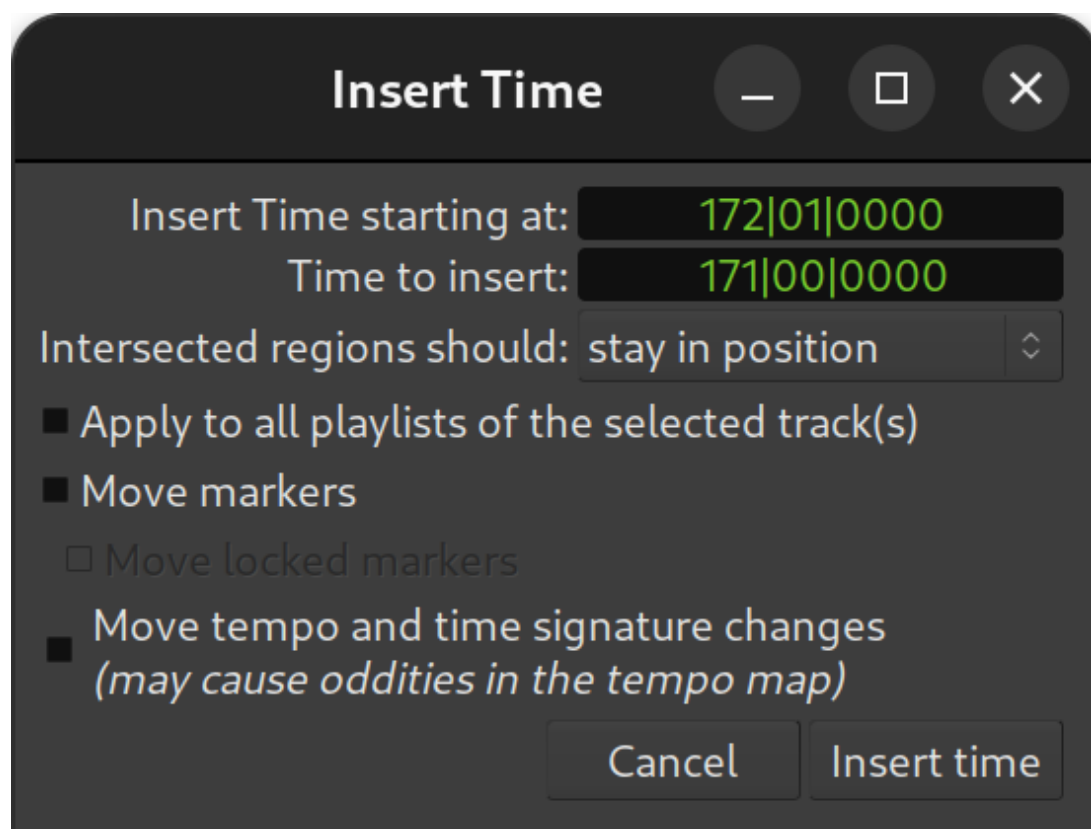 Insert Time
Insert Time starting at: 172|01|0000
Time to insert: 171|00|0000
Intersected regions should: stay in position
Apply to all playlists of the selected track(s)
Move markers
Move locked markers
Move tempo and time signature changes
(may cause oddities in the tempo map)
Cancel Insert time